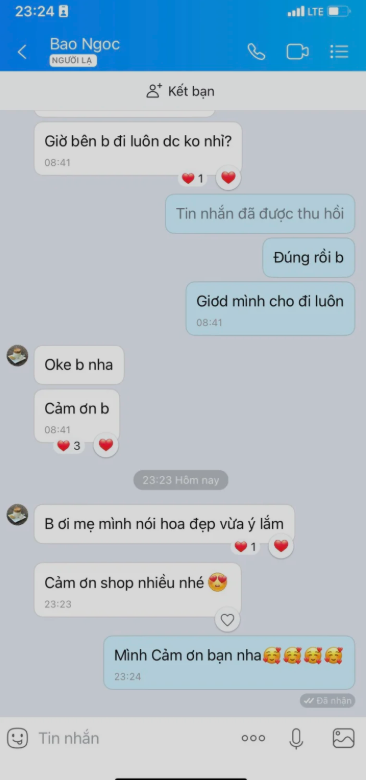 23:24
LTE
Bao Ngoc
NGƯỜI LẠ
Kết bạn
Giờ bên b đi luôn dc ko nhỉ?
08:41
1
Tin nhắn đã được thu hồi
Đúng rồi b
Giơd mình cho đi luôn
08:41
Oke b nha
Cảm ơn b
08:41
3
23:23 Hôm nay
B ơi mẹ mình nói hoa đẹp vừa ý lắm
1
Cảm ơn shop nhiều nhé 😍
23:23
Mình Cảm ơn bạn nha🥰🥰🥰🥰
23:24
Đã nhận
Tin nhắn